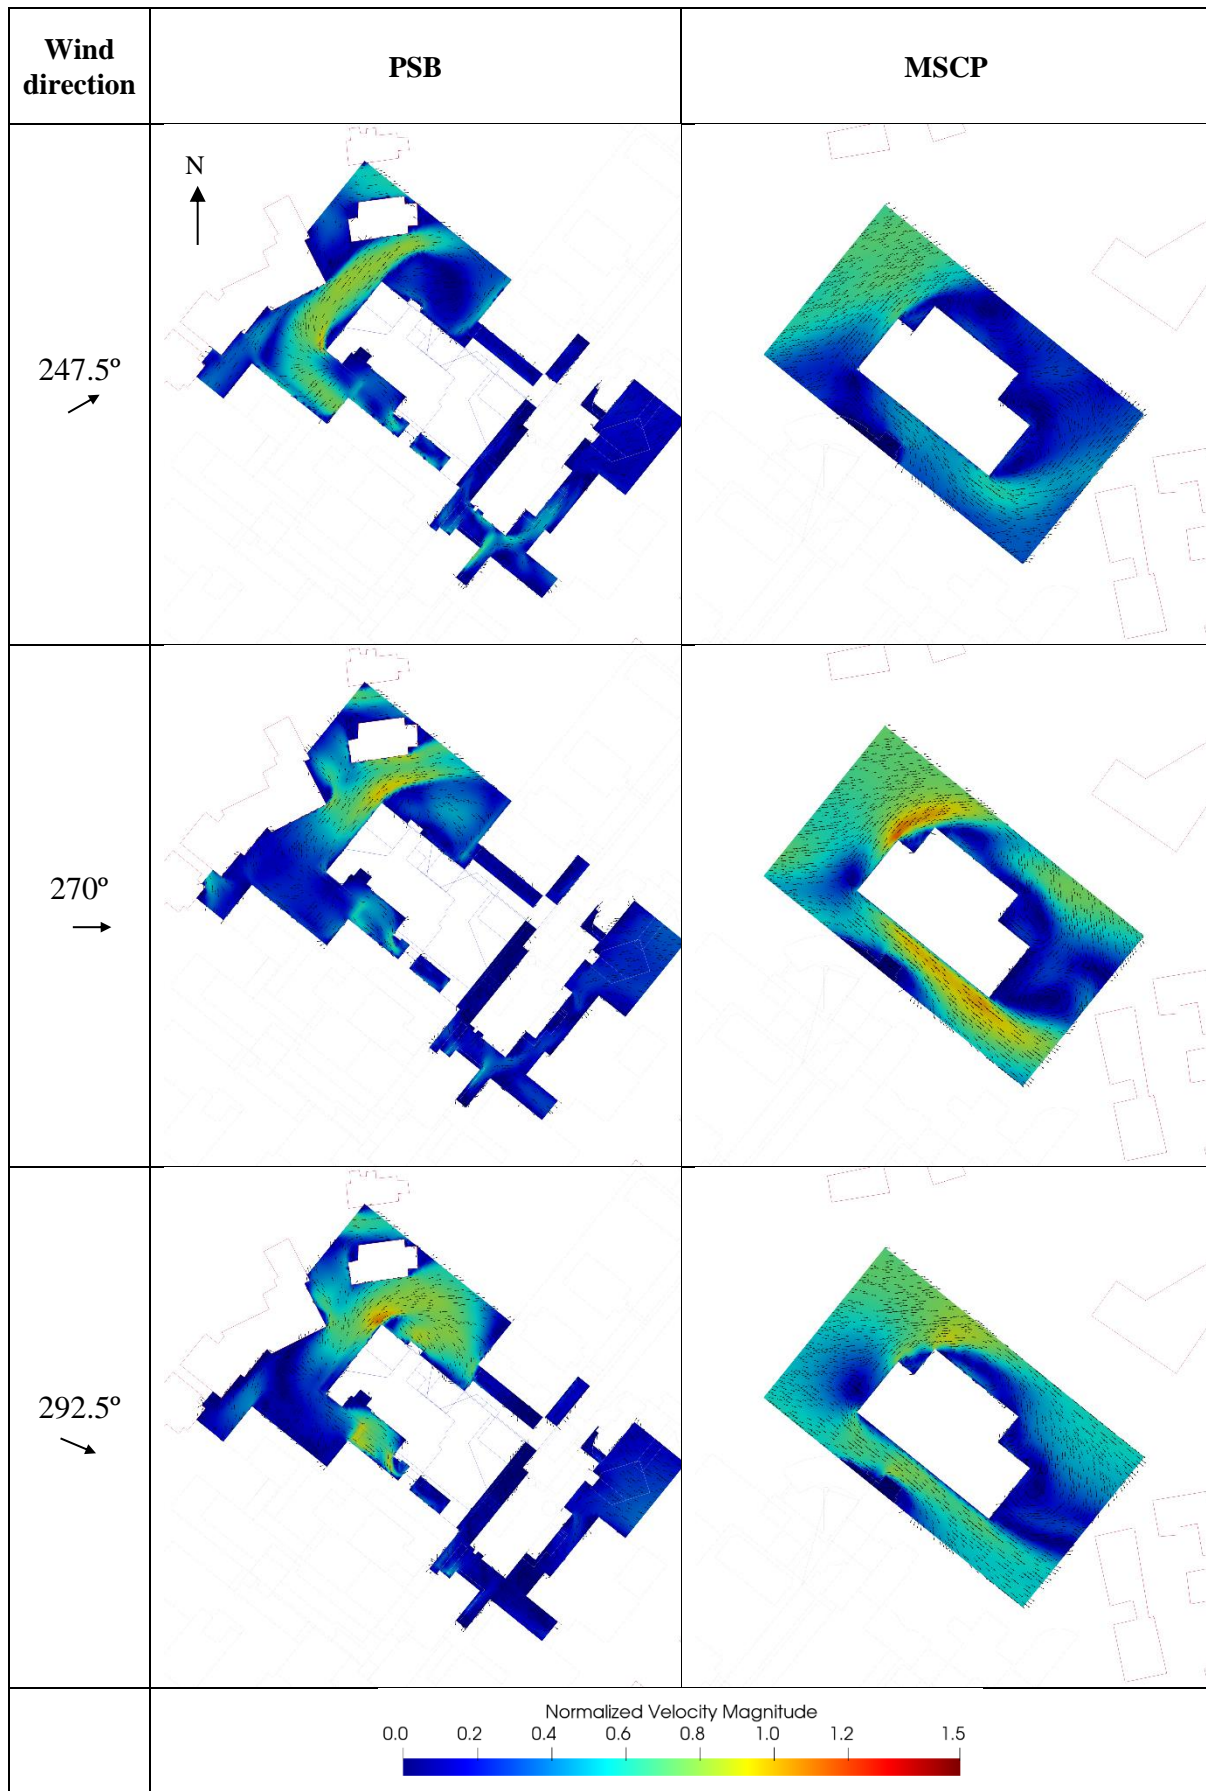 Wind
direction
PSB
MSCP
N
247.5º
270º
292.5º
Normalized Velocity Magnitude
0.0 0.2 0.4 0.6 0.8 1.0 1.2 1.5